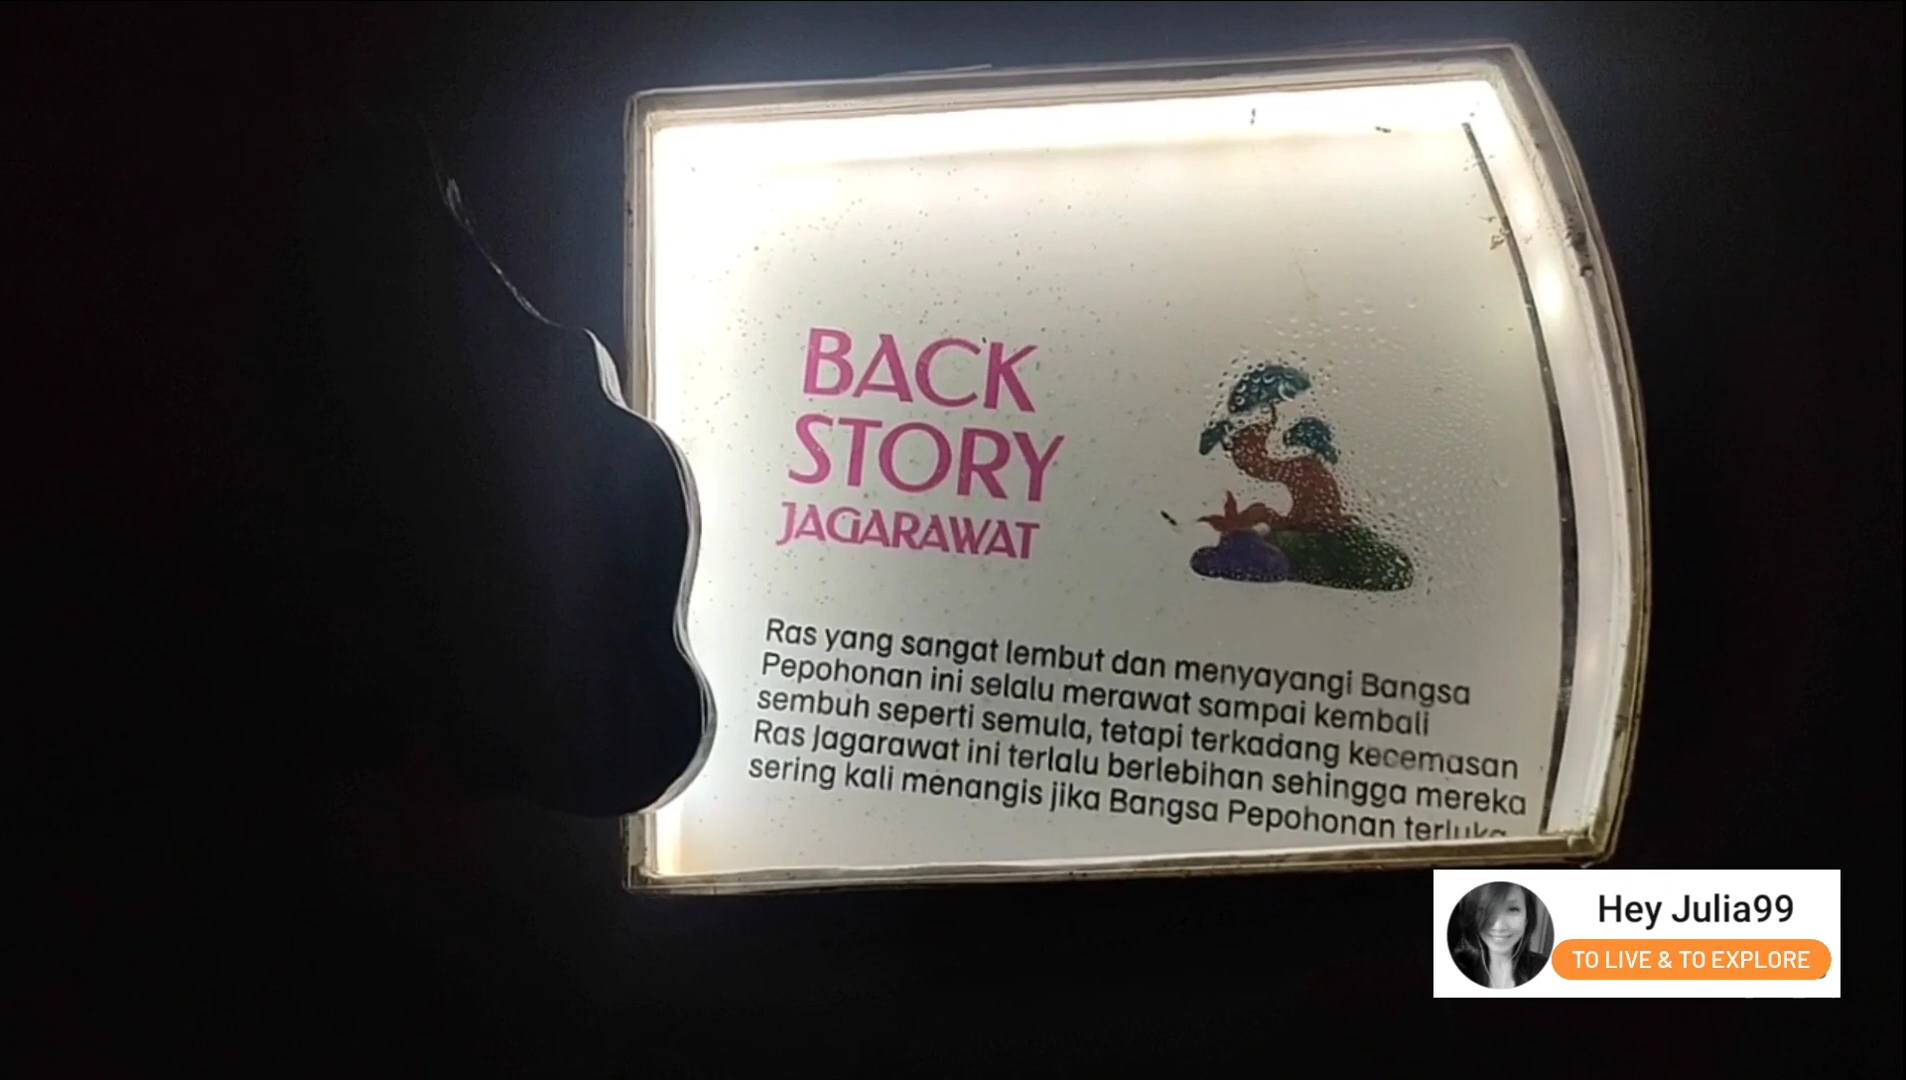 BACK
STORY
JAGARAWAT
Ras yang sangat lembut dan menyayangi Bangsa
Pepohonan ini selalu merawat sampai kembali
sembuh seperti semula, tetapi terkadang kecemasan
Ras Jagarawat ini terlalu berlebihan sehingga mereka
sering kali menangis jika Bangsa Pepohonan terluka
Hey Julia99
TO LIVE & TO EXPLORE